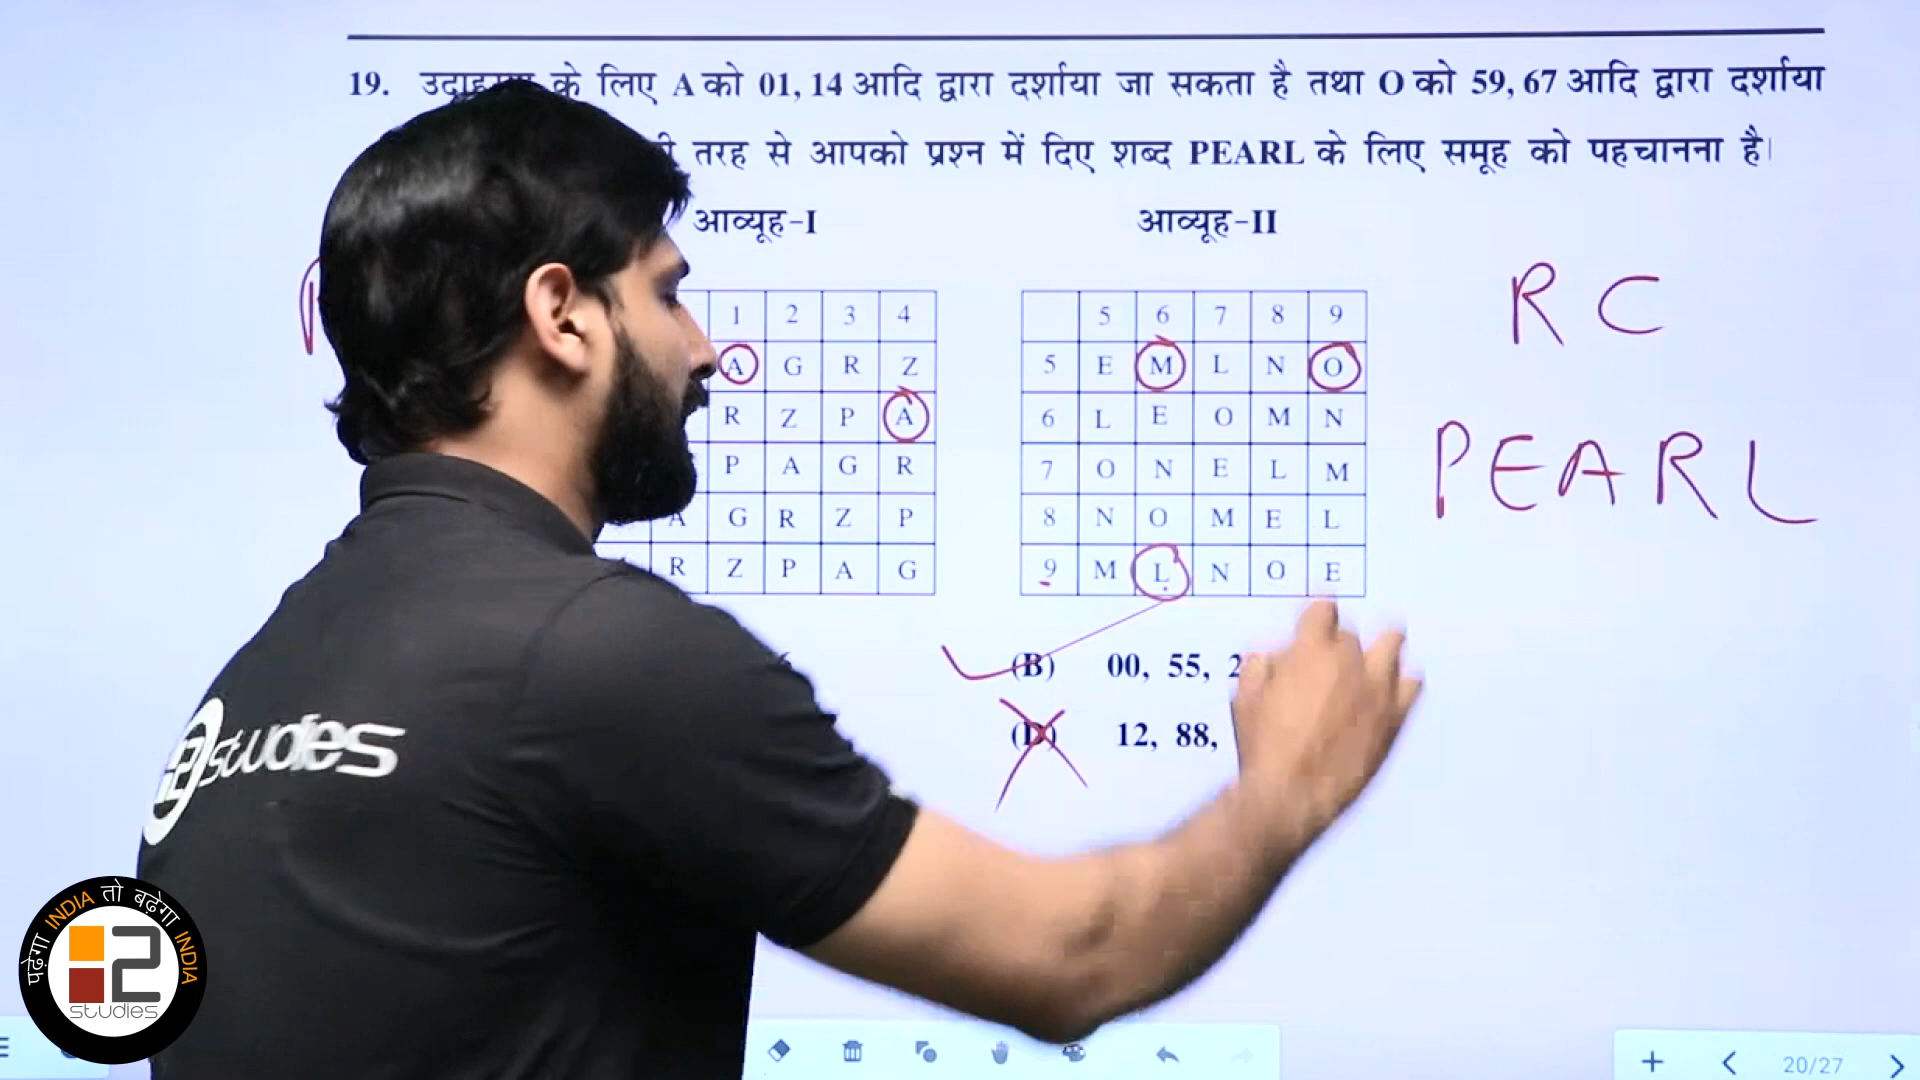 19. उदाहरण के लिए A को 01, 14 आदि द्वारा दर्शाया जा सकता है तथा O को 59, 67 आदि द्वारा दर्शाया
तरह से आपको प्रश्न में दिए शब्द PEARL के लिए समूह को पहचानना है।
आव्यूह-I आव्यूह-II
1 2 3 4
A G R Z
R Z P A
P A G R
A G R Z P
R Z P A G
5 6 7 8 9
5 E M L N O
6 L E O M N
7 O N E L M
8 N O M E L
9 M L N O E
R C
PEARL
(B) 00, 55, 2
(D) 12, 88,
studies
पढ़ेगा INDIA तो बढ़ेगा INDIA
i2
studies
20/27